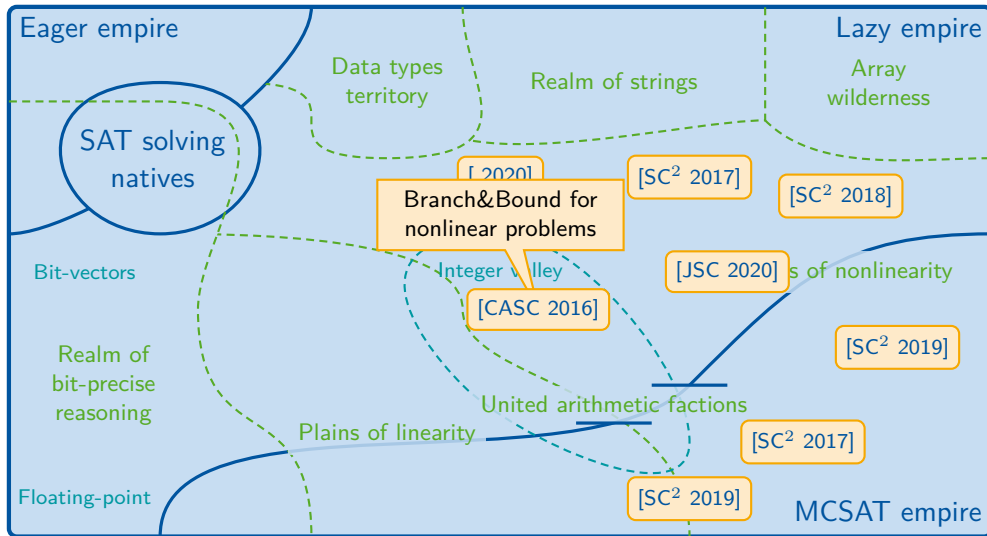 Eager empire
Lazy empire
Data types
territory
Realm of strings
Array
wilderness
SAT solving
natives
2020]
[SC² 2017]
[SC² 2018]
Branch&Bound for
nonlinear problems
Bit-vectors
Integer valley
[JSC 2020]
of nonlinearity
[CASC 2016]
[SC² 2019]
Realm of
bit-precise
reasoning
United arithmetic factions
Plains of linearity
[SC² 2017]
Floating-point
[SC² 2019]
MCSAT empire